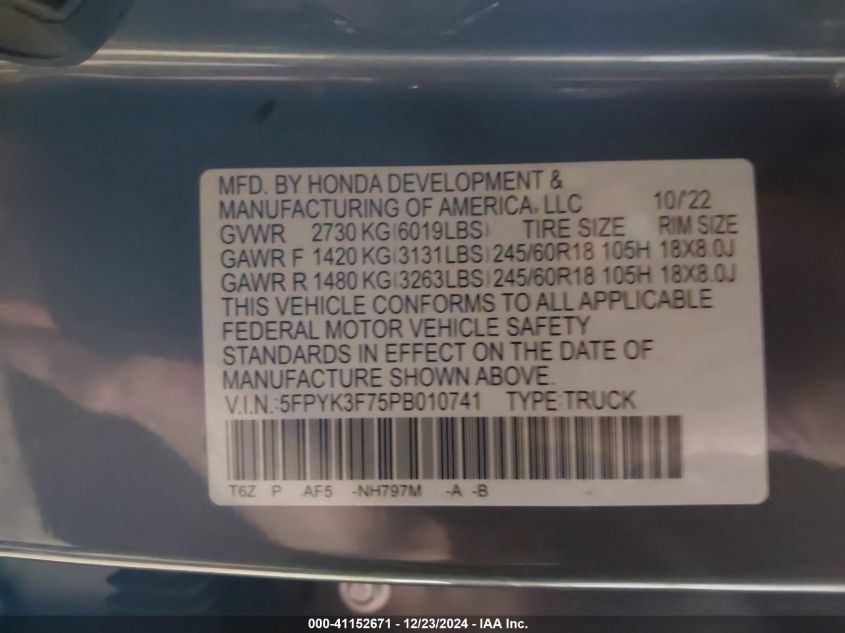 MFD. BY HONDA DEVELOPMENT &
MANUFACTURING OF AMERICA, LLC 10/'22
GVWR 2730 KG(6019LBS) TIRE SIZE RIM SIZE
GAWR F 1420 KG(3131LBS) 245/60R18 105H 18X8.0J
GAWR R 1480 KG(3263LBS) 245/60R18 105H 18X8.0J
THIS VEHICLE CONFORMS TO ALL APPLICABLE
FEDERAL MOTOR VEHICLE SAFETY
STANDARDS IN EFFECT ON THE DATE OF
MANUFACTURE SHOWN ABOVE.
V.I.N.:5FPYK3F75PB010741 TYPE:TRUCK
T6Z P AF5 -NH797M -A -B
000-41152671 - 12/23/2024 - IAA Inc.